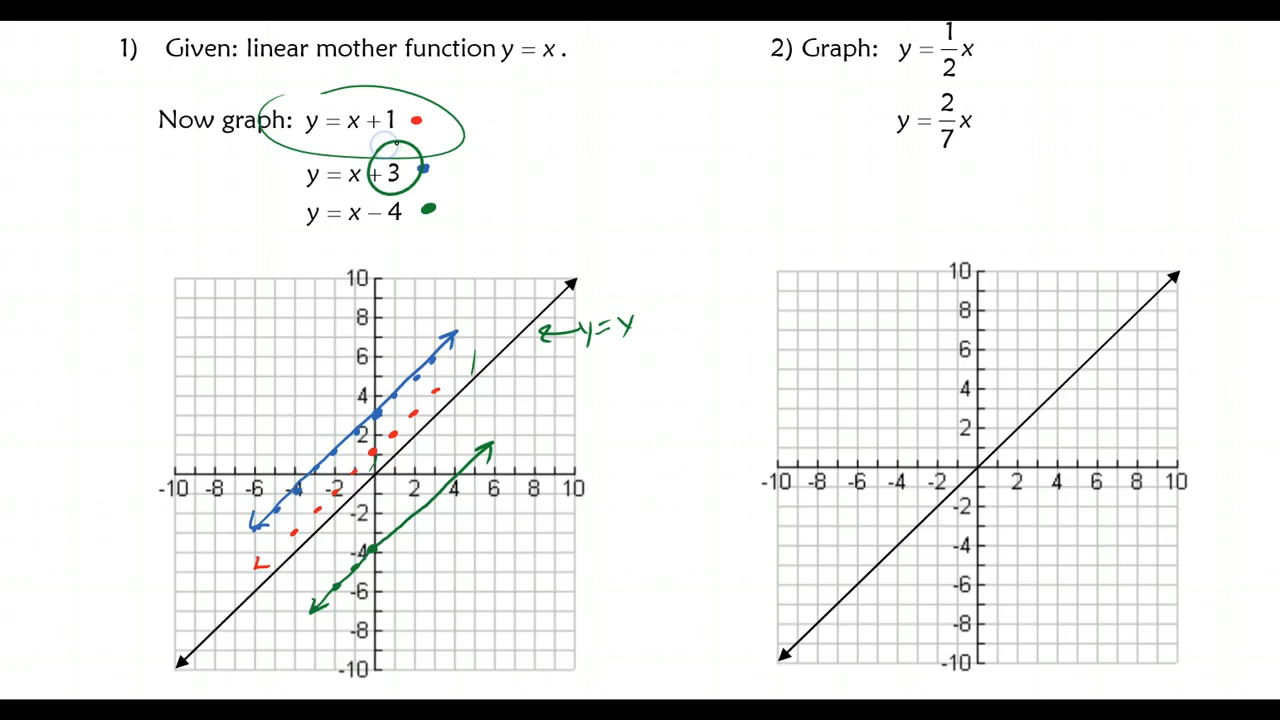 1) Given: linear mother function y = x .
Now graph: y = x + 1
y = x + 3
y = x − 4
10
8
6
4
2
-10 -8 -6 -4 -2 2 4 6 8 10
-2
-4
-6
-8
-10
y = x
2) Graph: y = 1/2 x
y = 2/7 x
10
8
6
4
2
-10 -8 -6 -4 -2 2 4 6 8 10
-2
-4
-6
-8
-10